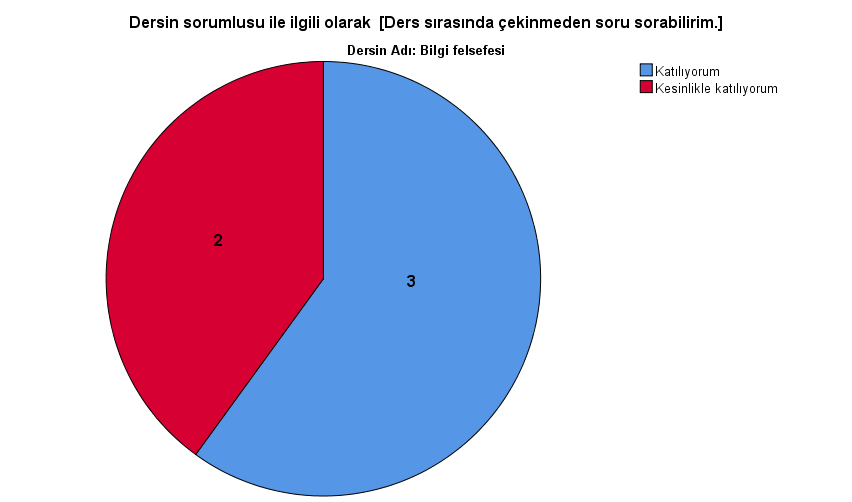 Dersin sorumlusu ile ilgili olarak [Ders sırasında çekinmeden soru sorabilirim.]
Dersin Adı: Bilgi felsefesi
Katılıyorum
Kesinlikle katılıyorum
2
3